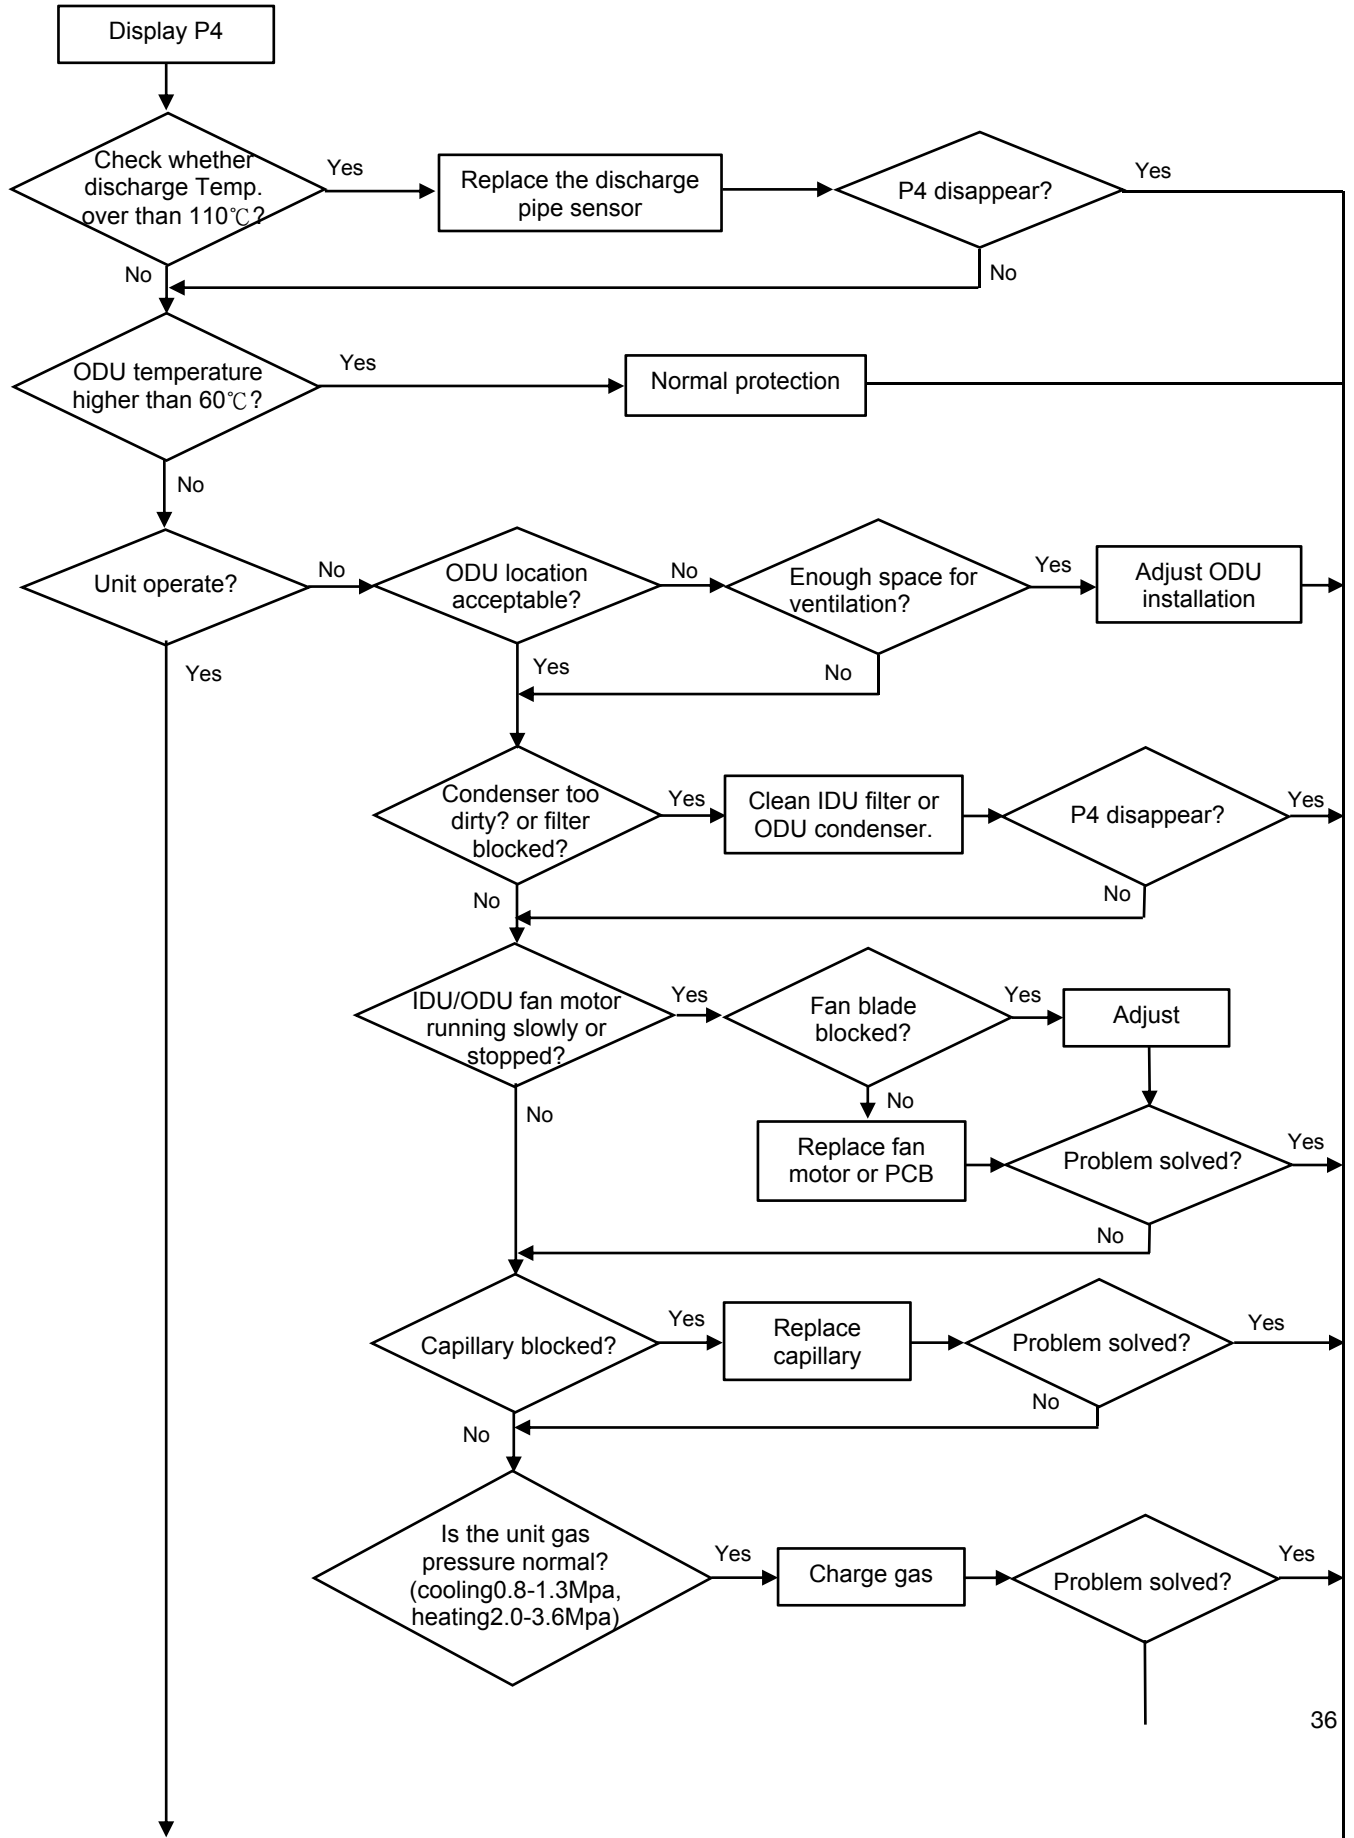 Display P4
Check whether
discharge Temp.
over than 110℃?
Yes
Replace the discharge
pipe sensor
P4 disappear?
Yes
No
No
ODU temperature
higher than 60℃?
Yes
Normal protection
No
Unit operate?
No
ODU location
acceptable?
No
Enough space for
ventilation?
Yes
Adjust ODU
installation
Yes
Yes
No
Condenser too
dirty? or filter
blocked?
Yes
Clean IDU filter or
ODU condenser.
P4 disappear?
Yes
No
No
IDU/ODU fan motor
running slowly or
stopped?
Yes
Fan blade
blocked?
Yes
Adjust
No
No
Replace fan
motor or PCB
Problem solved?
Yes
No
Capillary blocked?
Yes
Replace
capillary
Problem solved?
Yes
No
No
Is the unit gas
pressure normal?
(cooling0.8-1.3Mpa,
heating2.0-3.6Mpa)
Yes
Charge gas
Problem solved?
Yes
36